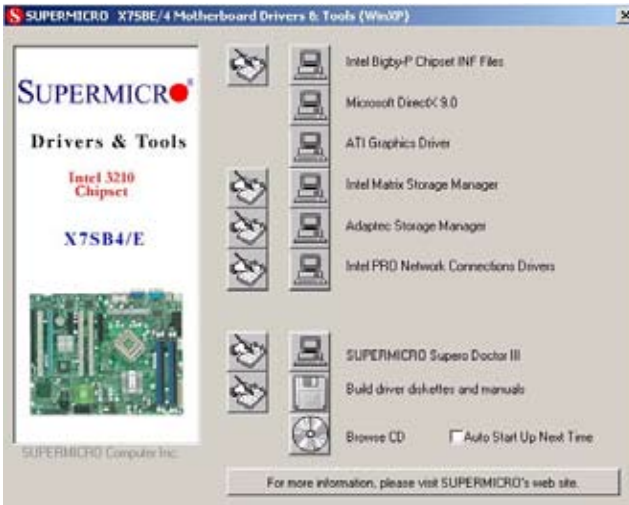 SUPERMICRO X7SBE/4 Motherboard Drivers & Tools (WinXP)
SUPERMICRO
Drivers & Tools
Intel 3210
Chipset
X7SB4/E
SUPERMICRO Computer Inc.
Intel Bigby-P Chipset INF Files
Microsoft DirectX 9.0
ATI Graphics Driver
Intel Matrix Storage Manager
Adaptec Storage Manager
Intel PRO Network Connections Drivers
SUPERMICRO Supero Doctor III
Build driver diskettes and manuals
Browse CD
Auto Start Up Next Time
For more information, please visit SUPERMICRO's web site.